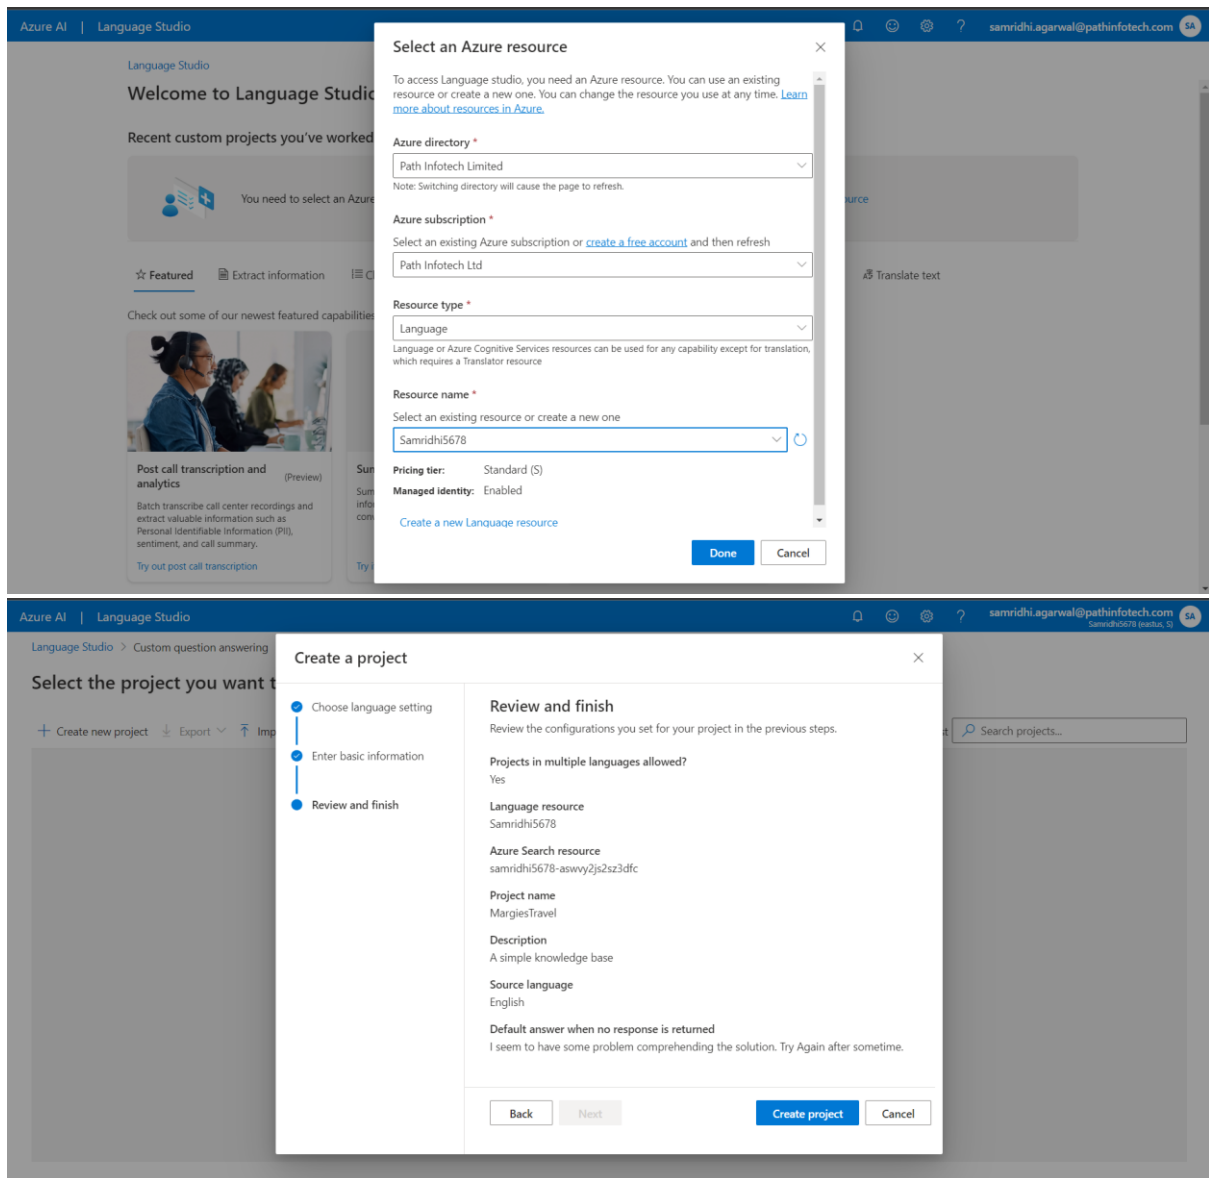 Azure AI | Language Studio
samridhi.agarwal@pathinfotech.com SA
Language Studio
Welcome to Language Studio
Recent custom projects you've worked
You need to select an Azure
Featured
Extract information
Translate text
Check out some of our newest featured capabilities
Post call transcription and
analytics
(Preview)
Batch transcribe call center recordings and
extract valuable information such as
Personal Identifiable Information (PII),
sentiment, and call summary.
Try out post call transcription
Select an Azure resource
To access Language studio, you need an Azure resource. You can use an existing
resource or create a new one. You can change the resource you use at any time. Learn
more about resources in Azure.
Azure directory *
Path Infotech Limited
Note: Switching directory will cause the page to refresh.
Azure subscription *
Select an existing Azure subscription or create a free account and then refresh
Path Infotech Ltd
Resource type *
Language
Language or Azure Cognitive Services resources can be used for any capability except for translation,
which requires a Translator resource
Resource name *
Select an existing resource or create a new one
Samridhi5678
Pricing tier: Standard (S)
Managed identity: Enabled
Create a new Language resource
Done Cancel
Azure AI | Language Studio
samridhi.agarwal@pathinfotech.com SA
Samridhi5678 (eastus, S)
Language Studio > Custom question answering
Select the project you want t
+ Create new project
Export
Imp
Search projects...
Create a project
Choose language setting
Enter basic information
Review and finish
Review and finish
Review the configurations you set for your project in the previous steps.
Projects in multiple languages allowed?
Yes
Language resource
Samridhi5678
Azure Search resource
samridhi5678-aswvy2js2sz3dfc
Project name
MargiesTravel
Description
A simple knowledge base
Source language
English
Default answer when no response is returned
I seem to have some problem comprehending the solution. Try Again after sometime.
Back Next Create project Cancel